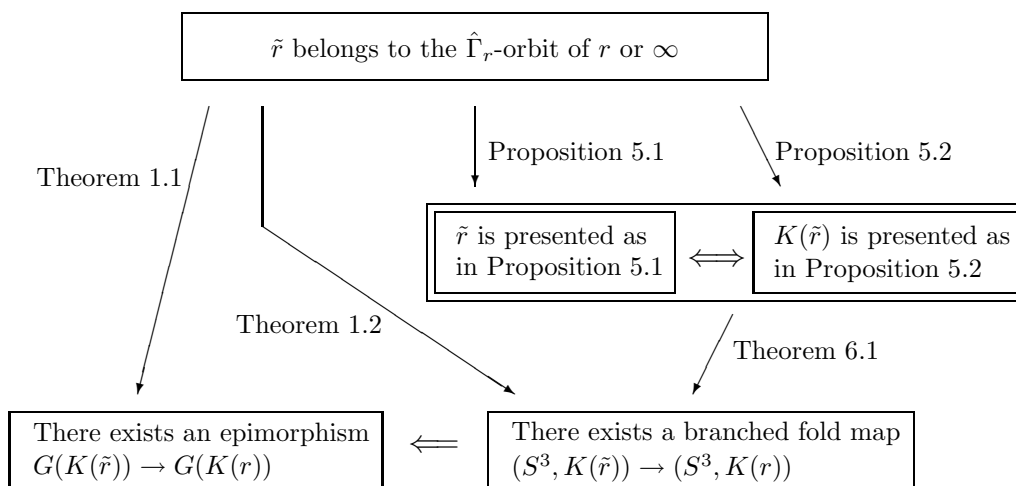 r̃ belongs to the Γ̂_r-orbit of r or ∞
Theorem 1.1
Proposition 5.1
Proposition 5.2
r̃ is presented as
in Proposition 5.1
⟺
K(r̃) is presented as
in Proposition 5.2
Theorem 1.2
Theorem 6.1
There exists an epimorphism
G(K(r̃)) → G(K(r))
⟸
There exists a branched fold map
(S³, K(r̃)) → (S³, K(r))